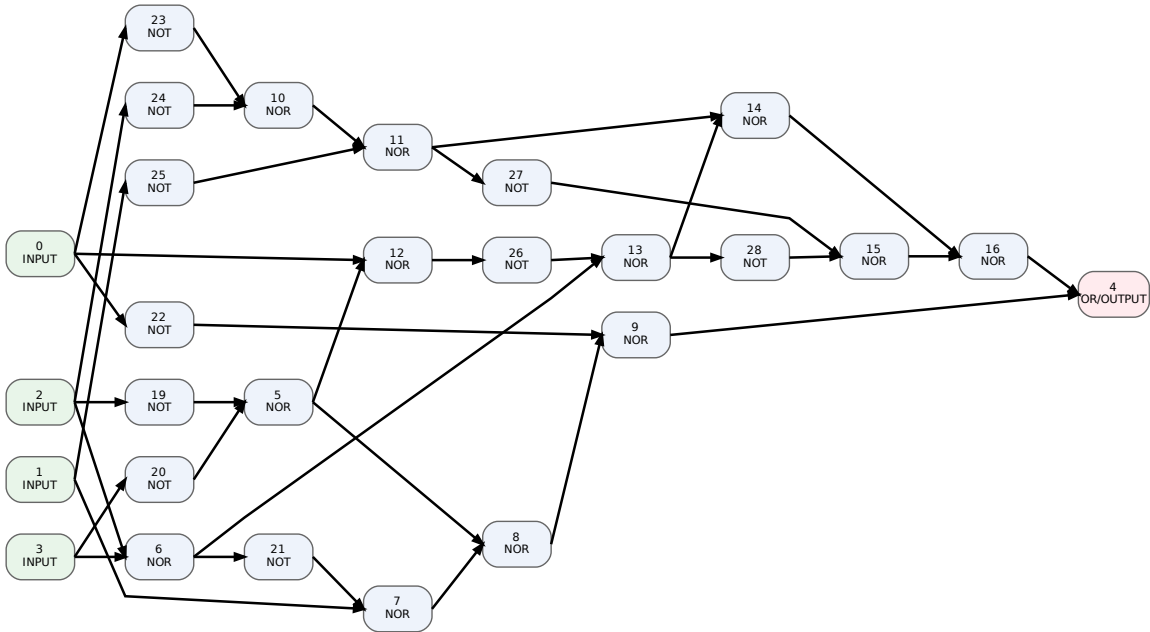 23
NOT
24
NOT
10
NOR
14
NOR
11
NOR
25
NOT
27
NOT
0
INPUT
12
NOR
26
NOT
13
NOR
28
NOT
15
NOR
16
NOR
4
OR/OUTPUT
22
NOT
9
NOR
2
INPUT
19
NOT
5
NOR
1
INPUT
20
NOT
3
INPUT
6
NOR
21
NOT
8
NOR
7
NOR